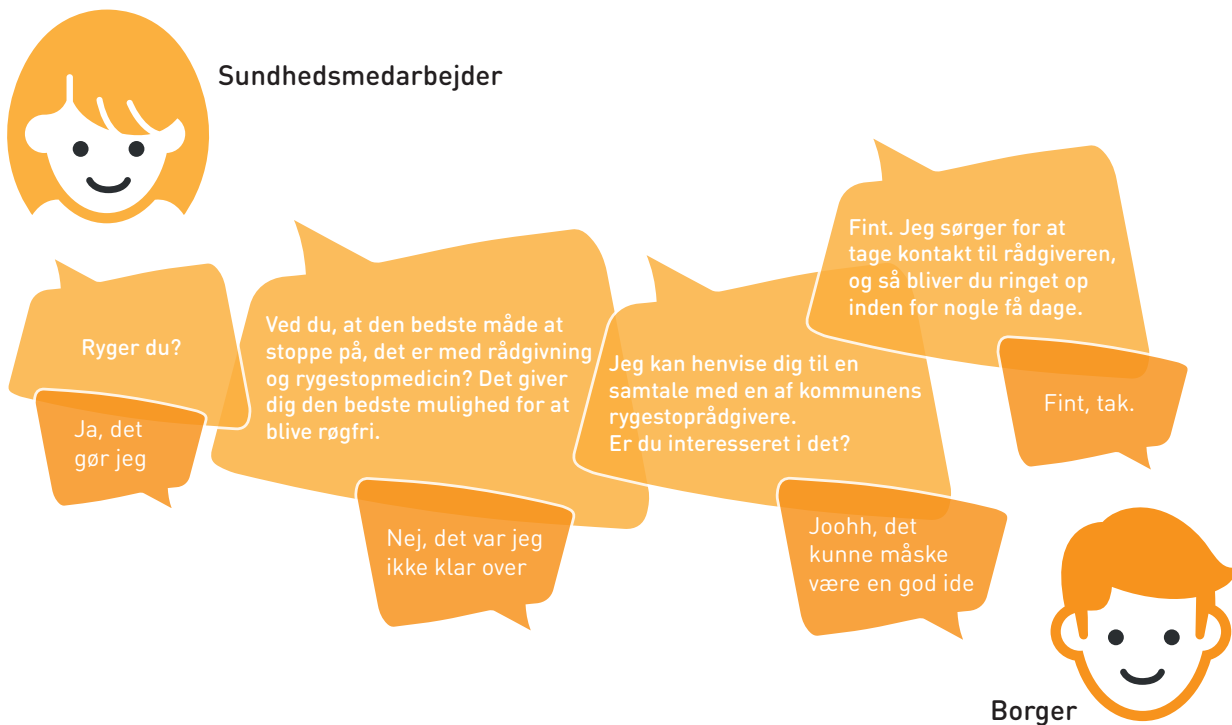 Sundhedsmedarbejder
Ryger du?
Ja, det
gør jeg
Ved du, at den bedste måde at
stoppe på, det er med rådgivning
og rygestopmedicin? Det giver
dig den bedste mulighed for at
blive røgfri.
Nej, det var jeg
ikke klar over
Jeg kan henvise dig til en
samtale med en af kommunens
rygestoprådgivere.
Er du interesseret i det?
Joohh, det
kunne måske
være en god ide
Fint. Jeg sørger for at
tage kontakt til rådgiveren,
og så bliver du ringet op
inden for nogle få dage.
Fint, tak.
Borger